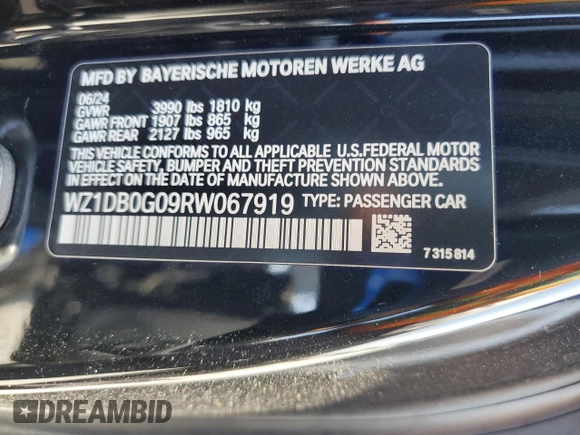 MFD BY BAYERISCHE MOTOREN WERKE AG
06/24
GVWR 3990 lbs 1810 kg
GAWR FRONT 1907 lbs 865 kg
GAWR REAR 2127 lbs 965 kg
THIS VEHICLE CONFORMS TO ALL APPLICABLE U.S.FEDERAL MOTOR
VEHICLE SAFETY, BUMPER AND THEFT PREVENTION STANDARDS
IN EFFECT ON THE DATE OF MANUFACTURE SHOWN ABOVE.
WZ1DB0G09RW067919 TYPE: PASSENGER CAR
7 315 814
DREAMBID